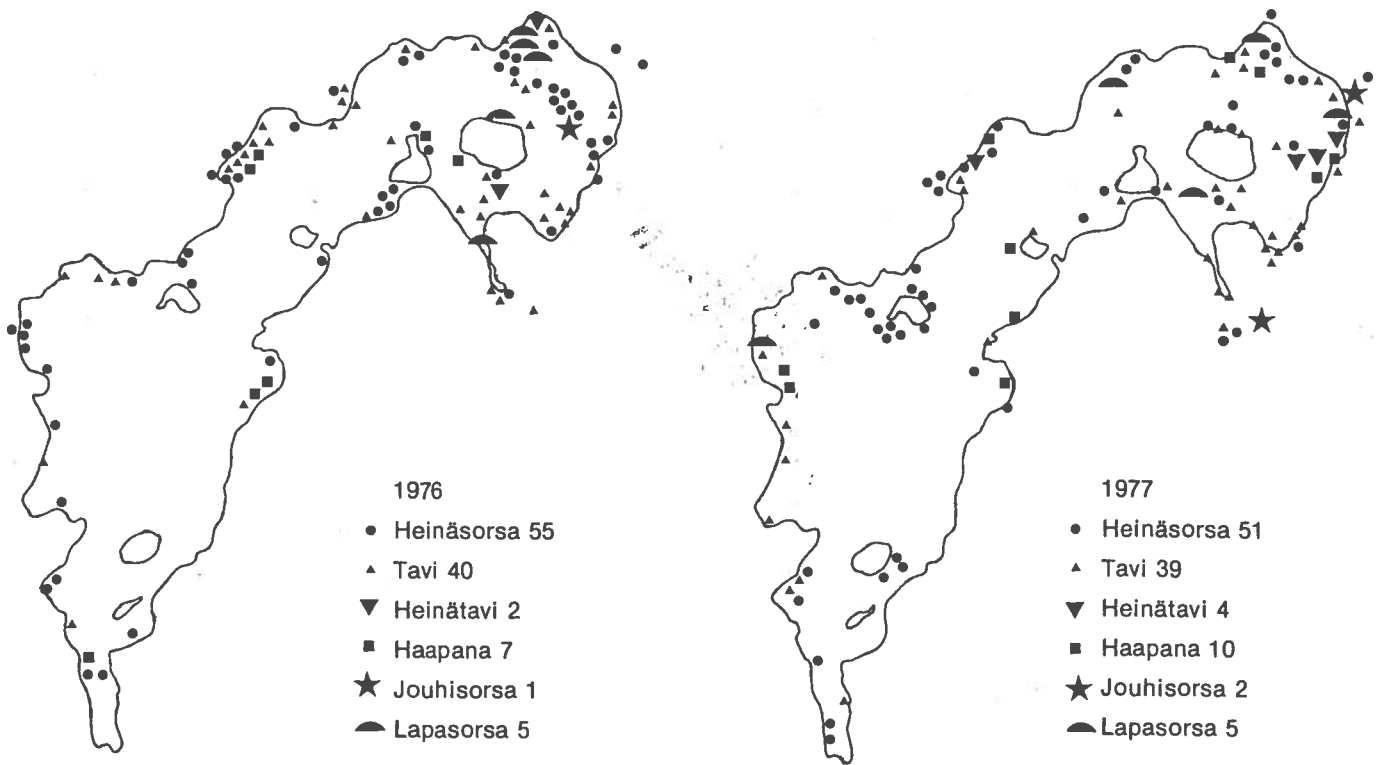 1976
Heinäsorsa 55
Tavi 40
Heinätavi 2
Haapana 7
Jouhisorsa 1
Lapasorsa 5
1977
Heinäsorsa 51
Tavi 39
Heinätavi 4
Haapana 10
Jouhisorsa 2
Lapasorsa 5